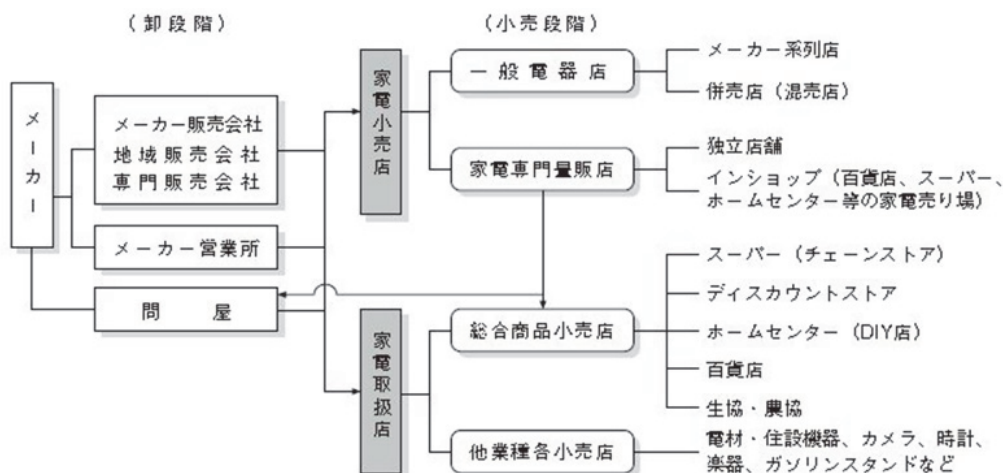 （卸段階）
（小売段階）
メーカー
メーカー販売会社
地域販売会社
専門販売会社
メーカー営業所
問屋
家電小売店
家電取扱店
一般電器店
家電専門量販店
総合商品小売店
他業種各小売店
メーカー系列店
併売店（混売店）
独立店舗
インショップ（百貨店、スーパー、
ホームセンター等の家電売り場）
スーパー（チェーンストア）
ディスカウントストア
ホームセンター（DIY店）
百貨店
生協・農協
電材・住設機器、カメラ、時計、
楽器、ガソリンスタンドなど